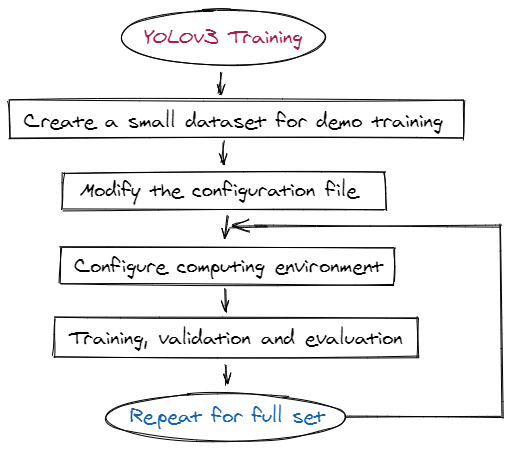 YOLOv3 Training
Create a small dataset for demo training
Modify the configuration file
Configure computing environment
Training, validation and evaluation
Repeat for full set